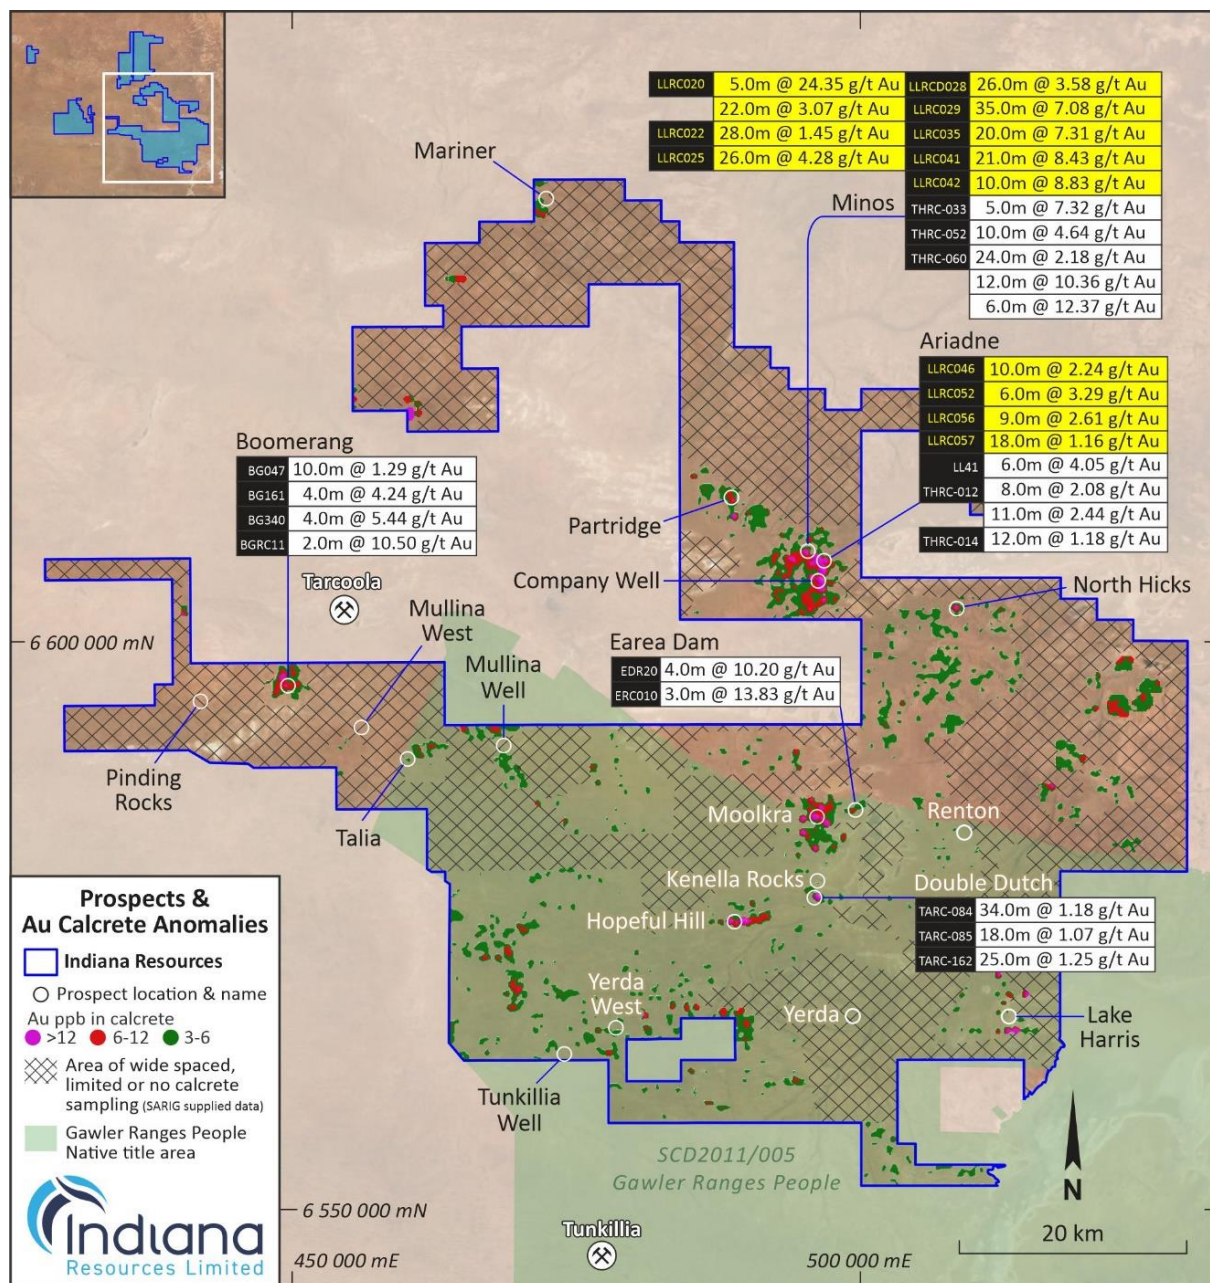 Mariner
LLRC020 5.0m @ 24.35 g/t Au
22.0m @ 3.07 g/t Au
LLRC022 28.0m @ 1.45 g/t Au
LLRC025 26.0m @ 4.28 g/t Au
Minos
LLRCD028 26.0m @ 3.58 g/t Au
LLRC029 35.0m @ 7.08 g/t Au
LLRC035 20.0m @ 7.31 g/t Au
LLRC041 21.0m @ 8.43 g/t Au
LLRC042 10.0m @ 8.83 g/t Au
THRC-033 5.0m @ 7.32 g/t Au
THRC-052 10.0m @ 4.64 g/t Au
THRC-060 24.0m @ 2.18 g/t Au
12.0m @ 10.36 g/t Au
6.0m @ 12.37 g/t Au
Ariadne
LLRC046 10.0m @ 2.24 g/t Au
LLRC052 6.0m @ 3.29 g/t Au
LLRC056 9.0m @ 2.61 g/t Au
LLRC057 18.0m @ 1.16 g/t Au
LL41 6.0m @ 4.05 g/t Au
THRC-012 8.0m @ 2.08 g/t Au
11.0m @ 2.44 g/t Au
THRC-014 12.0m @ 1.18 g/t Au
Boomerang
BG047 10.0m @ 1.29 g/t Au
BG161 4.0m @ 4.24 g/t Au
BG340 4.0m @ 5.44 g/t Au
BGRC11 2.0m @ 10.50 g/t Au
Partridge
Company Well
North Hicks
Tarcoola
Mullina
West
Mullina
Well
6 600 000 mN
Earea Dam
EDR20 4.0m @ 10.20 g/t Au
ERC010 3.0m @ 13.83 g/t Au
Pinding
Rocks
Talia
Moolkra
Renton
Kenella Rocks
Hopeful Hill
Double Dutch
TARC-084 34.0m @ 1.18 g/t Au
TARC-085 18.0m @ 1.07 g/t Au
TARC-162 25.0m @ 1.25 g/t Au
Yerda
West
Yerda
Lake
Harris
Tunkillia
Well
Prospects &
Au Calcrete Anomalies
Indiana Resources
Prospect location & name
Au ppb in calcrete
>12 6-12 3-6
Area of wide spaced,
limited or no calcrete
sampling (SARIG supplied data)
Gawler Ranges People
Native title area
Indiana
Resources Limited
SCD2011/005
Gawler Ranges People
6 550 000 mN
Tunkillia
450 000 mE
500 000 mE
N
20 km